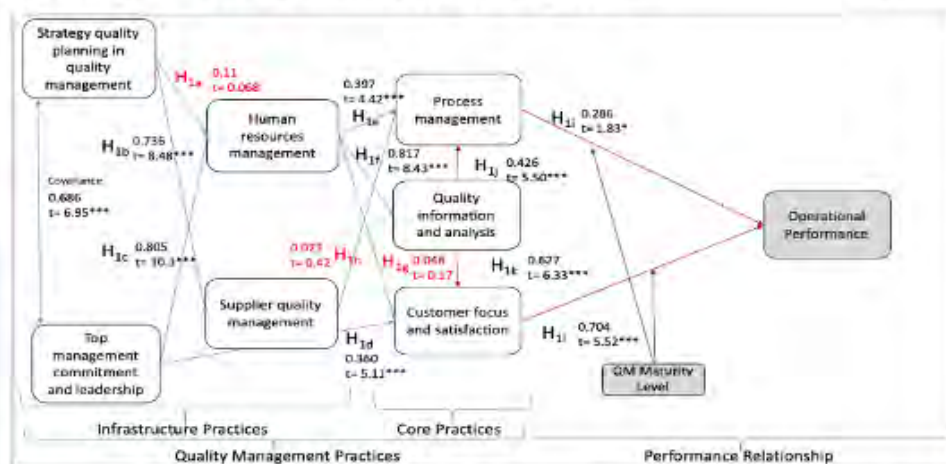 Strategy quality
planning in
quality
management
H1a 0.11
t= 0.068
0.397
t= 4.42***
H1e
Process
management
Human
resources
management
H1b 0.736
t= 8.48***
H1f 0.817
t= 8.43***
H1j 0.426
t= 5.50***
0.286
t= 1.83*
Covariance
0.686
t= 6.95***
Quality
information
and analysis
Operational
Performance
H1c 0.805
t= 10.3***
0.023
t= 0.42
H1h
H1g 0.046
t= 0.17
H1k 0.627
t= 6.33***
Supplier quality
management
Customer focus
and satisfaction
Top
management
commitment
and leadership
H1d
0.360
t= 5.11***
0.704
t= 5.52***
QM Maturity
Level
Infrastructure Practices
Core Practices
Quality Management Practices
Performance Relationship